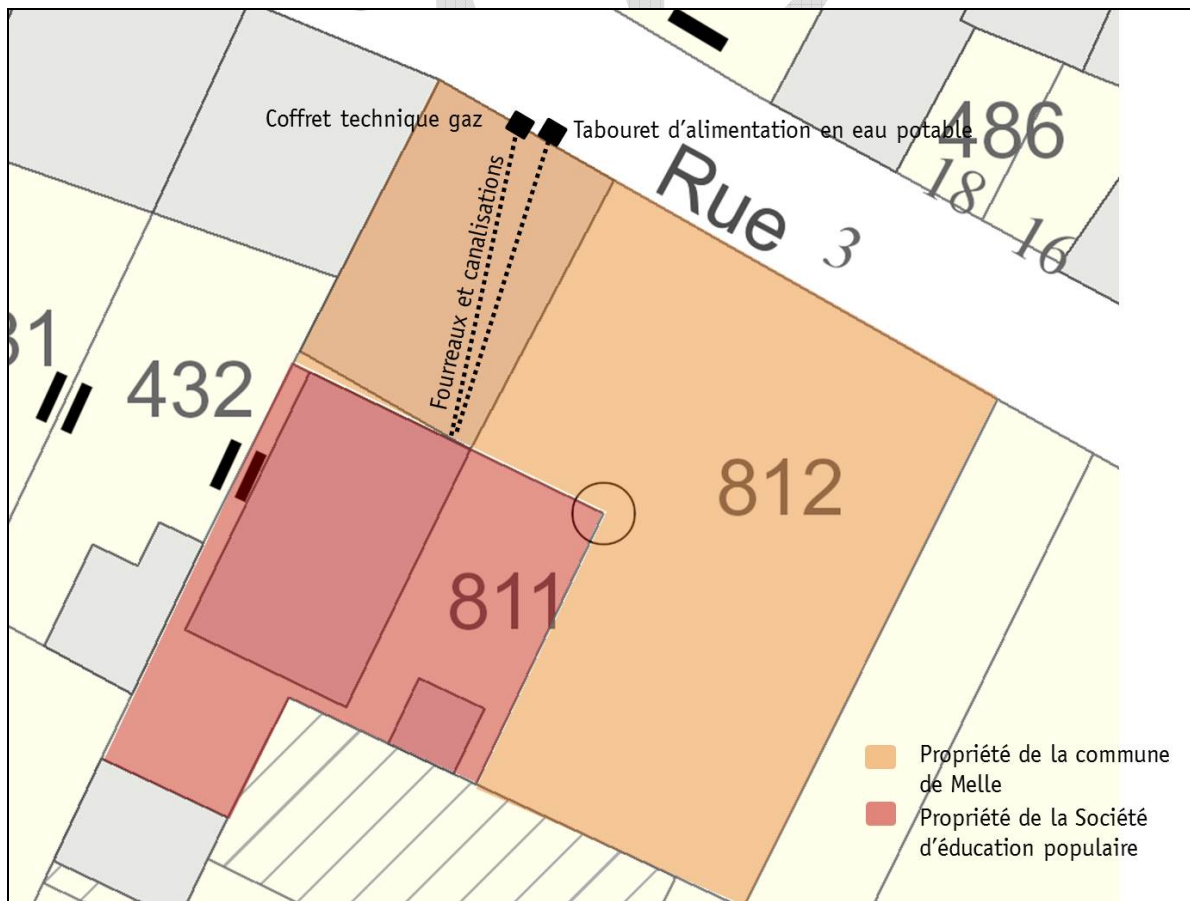 Coffret technique gaz
Tabouret d'alimentation en eau potable
486
18
16
Rue 3
Fourreaux et canalisations
31
432
812
811
Propriété de la commune
de Melle
Propriété de la Société
d'éducation populaire